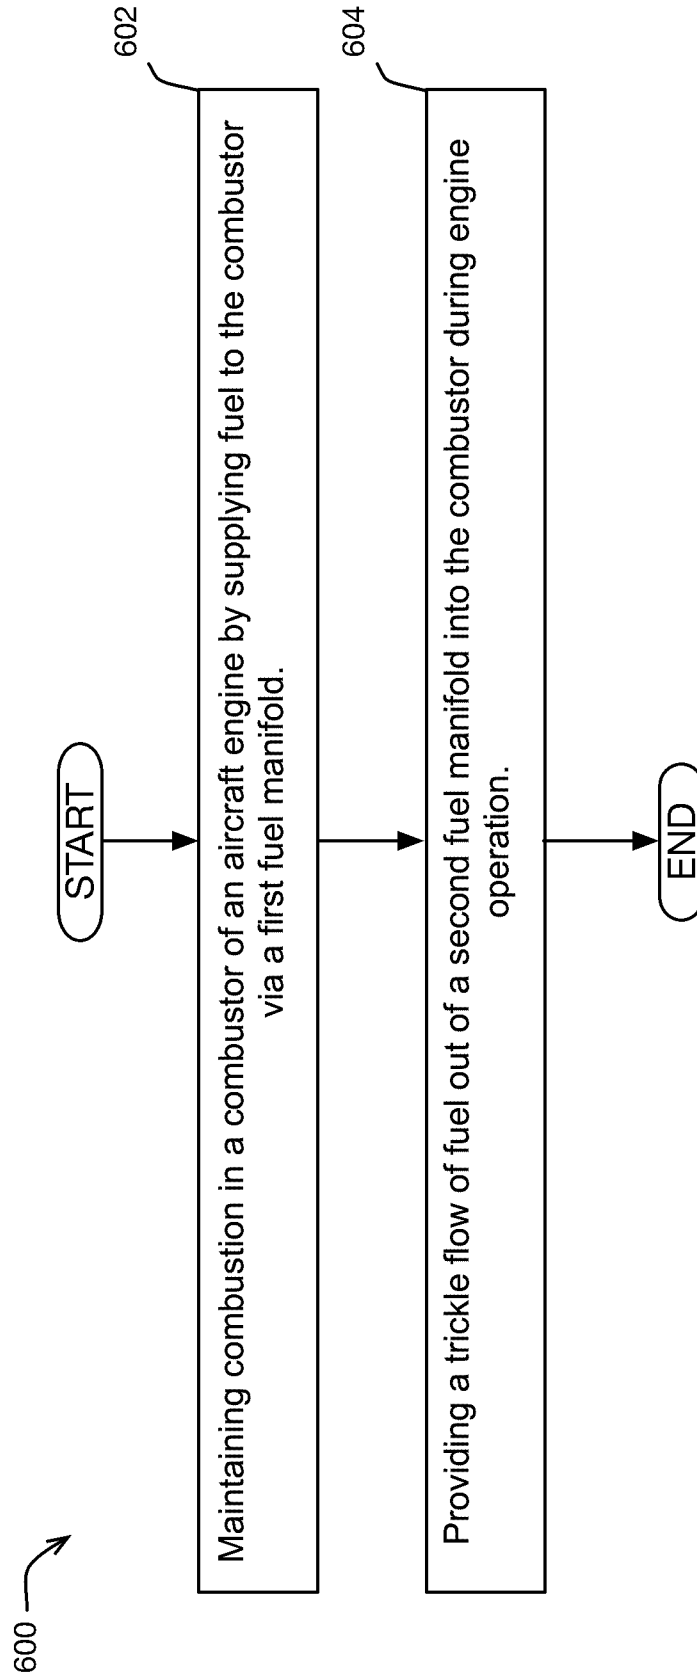 600
START
602
Maintaining combustion in a combustor of an aircraft engine by supplying fuel to the combustor
via a first fuel manifold.
604
Providing a trickle flow of fuel out of a second fuel manifold into the combustor during engine
operation.
END